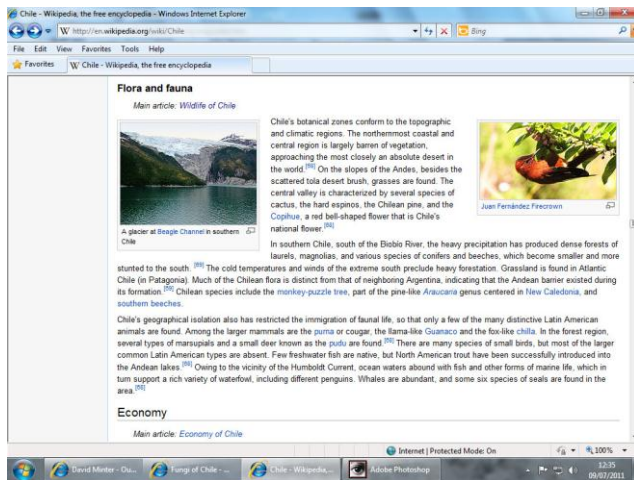 Chile - Wikipedia, the free encyclopedia - Windows Internet Explorer
http://en.wikipedia.org/wiki/Chile
Bing
File Edit View Favorites Tools Help
Favorites
Chile - Wikipedia, the free encyclopedia
Flora and fauna
Main article: Wildlife of Chile
A glacier at Beagle Channel in southern
Chile
Chile's botanical zones conform to the topographic
and climatic regions. The northernmost coastal and
central region is largely barren of vegetation,
approaching the most closely an absolute desert in
the world.[59] On the slopes of the Andes, besides the
scattered tola desert brush, grasses are found. The
central valley is characterized by several species of
cactus, the hard espinos, the Chilean pine, and the
Copihue, a red bell-shaped flower that is Chile's
national flower.[59]
Juan Fernández Firecrown
In southern Chile, south of the Biobío River, the heavy precipitation has produced dense forests of
laurels, magnolias, and various species of conifers and beeches, which become smaller and more
stunted to the south. [59] The cold temperatures and winds of the extreme south preclude heavy forestation. Grassland is found in Atlantic
Chile (in Patagonia). Much of the Chilean flora is distinct from that of neighboring Argentina, indicating that the Andean barrier existed during
its formation.[59] Chilean species include the monkey-puzzle tree, part of the pine-like Araucaria genus centered in New Caledonia, and
southern beeches.
Chile's geographical isolation also has restricted the immigration of faunal life, so that only a few of the many distinctive Latin American
animals are found. Among the larger mammals are the puma or cougar, the llama-like Guanaco and the fox-like chilla. In the forest region,
several types of marsupials and a small deer known as the pudu are found.[59] There are many species of small birds, but most of the larger
common Latin American types are absent. Few freshwater fish are native, but North American trout have been successfully introduced into
the Andean lakes.[59] Owing to the vicinity of the Humboldt Current, ocean waters abound with fish and other forms of marine life, which in
turn support a rich variety of waterfowl, including different penguins. Whales are abundant, and some six species of seals are found in the
area.[59]
Economy
Main article: Economy of Chile
Internet | Protected Mode: On
100%
David Minter - Ou...
Fungi of Chile - ...
Chile - Wikipedia, ...
Adobe Photoshop
12:35
09/07/2011